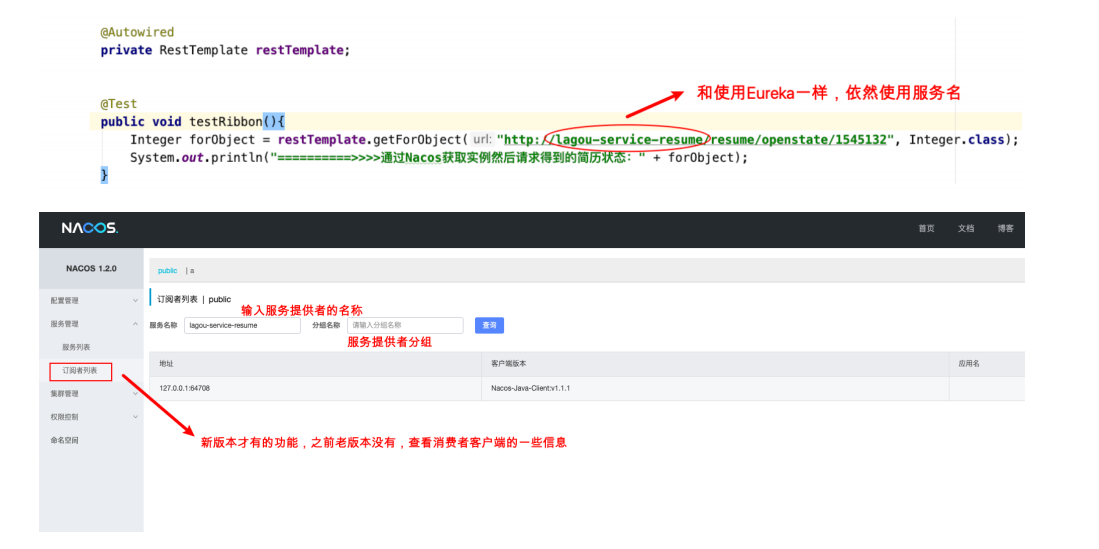 @Autowired
private RestTemplate restTemplate;
和使用Eureka一样，依然使用服务名
@Test
public void testRibbon(){
Integer forObject = restTemplate.getForObject( url: "http://lagou-service-resume/resume/openstate/1545132", Integer.class);
System.out.println("==========>>>>通过Nacos获取实例然后请求得到的简历状态：" + forObject);
}
NACOS.
首页 文档 博客
NACOS 1.2.0
public | a
配置管理
订阅者列表 | public
输入服务提供者的名称
服务管理
服务名称 lagou-service-resume 分组名称 请输入分组名称 查询
服务列表
服务提供者分组
订阅者列表
地址 客户端版本 应用名
集群管理
127.0.0.1:64708 Nacos-Java-Client:v1.1.1
权限控制
命名空间
新版本才有的功能，之前老版本没有，查看消费者客户端的一些信息